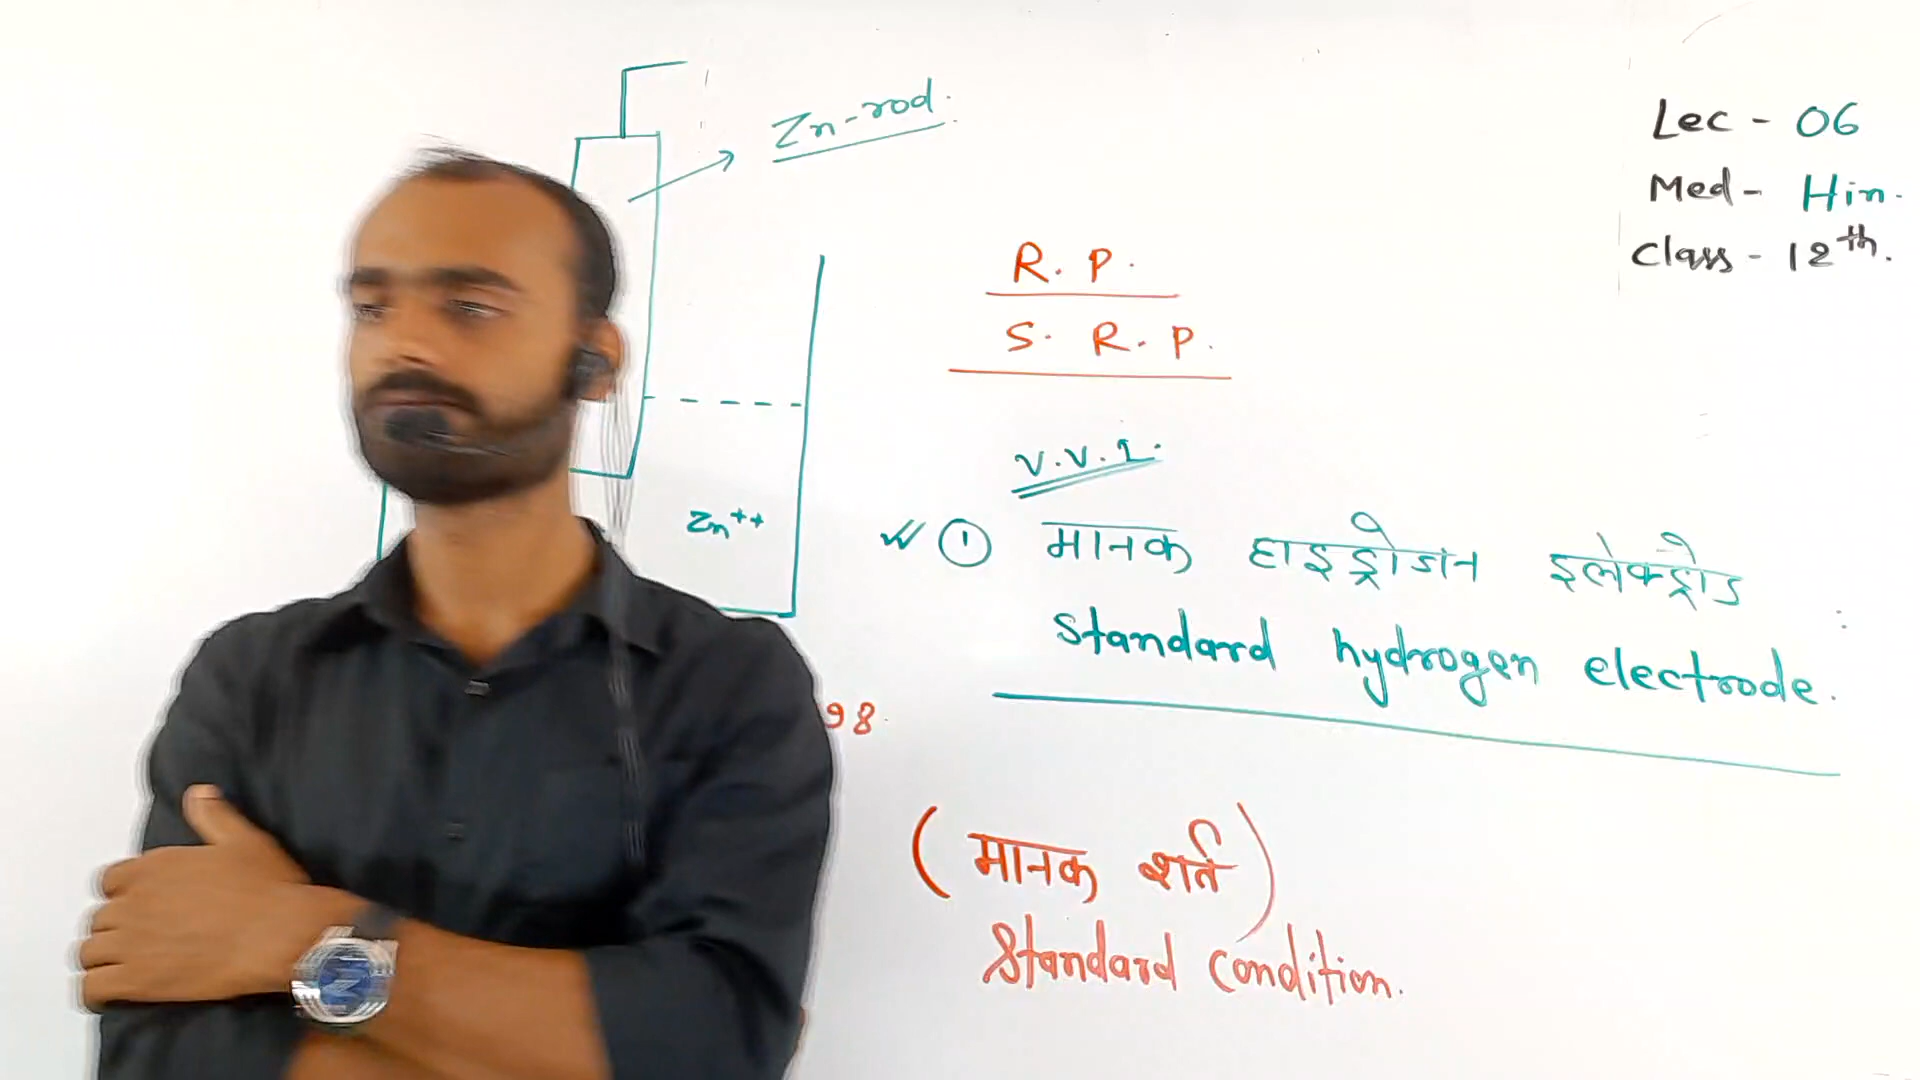 Zn-rod.
Lec - 06
Med - Hin.
Class - 12th.
R. P.
S. R. P.
V.V.I.
Zn++
① मानक हाइड्रोजन इलेक्ट्रोड
Standard hydrogen electrode.
98
(मानक शर्त)
Standard condition.